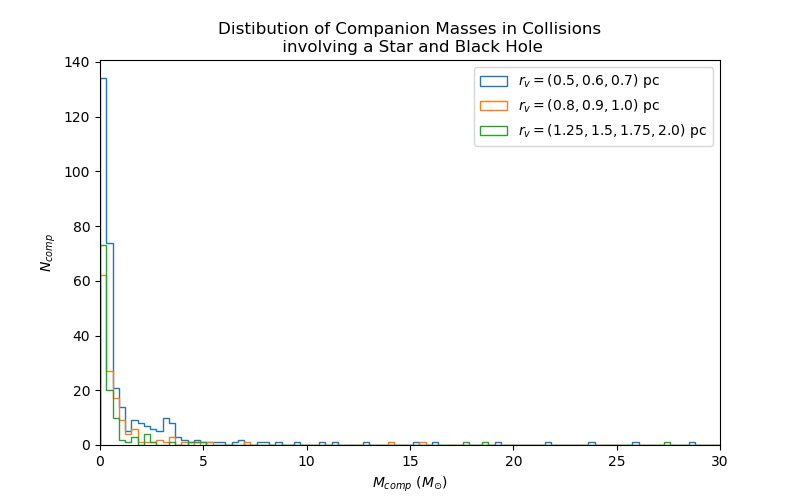 Distibution of Companion Masses in Collisions
involving a Star and Black Hole
140
120
100
80
60
40
20
0
N_comp
r_v = (0.5, 0.6, 0.7) pc
r_v = (0.8, 0.9, 1.0) pc
r_v = (1.25, 1.5, 1.75, 2.0) pc
0 5 10 15 20 25 30
M_comp (M_⊙)